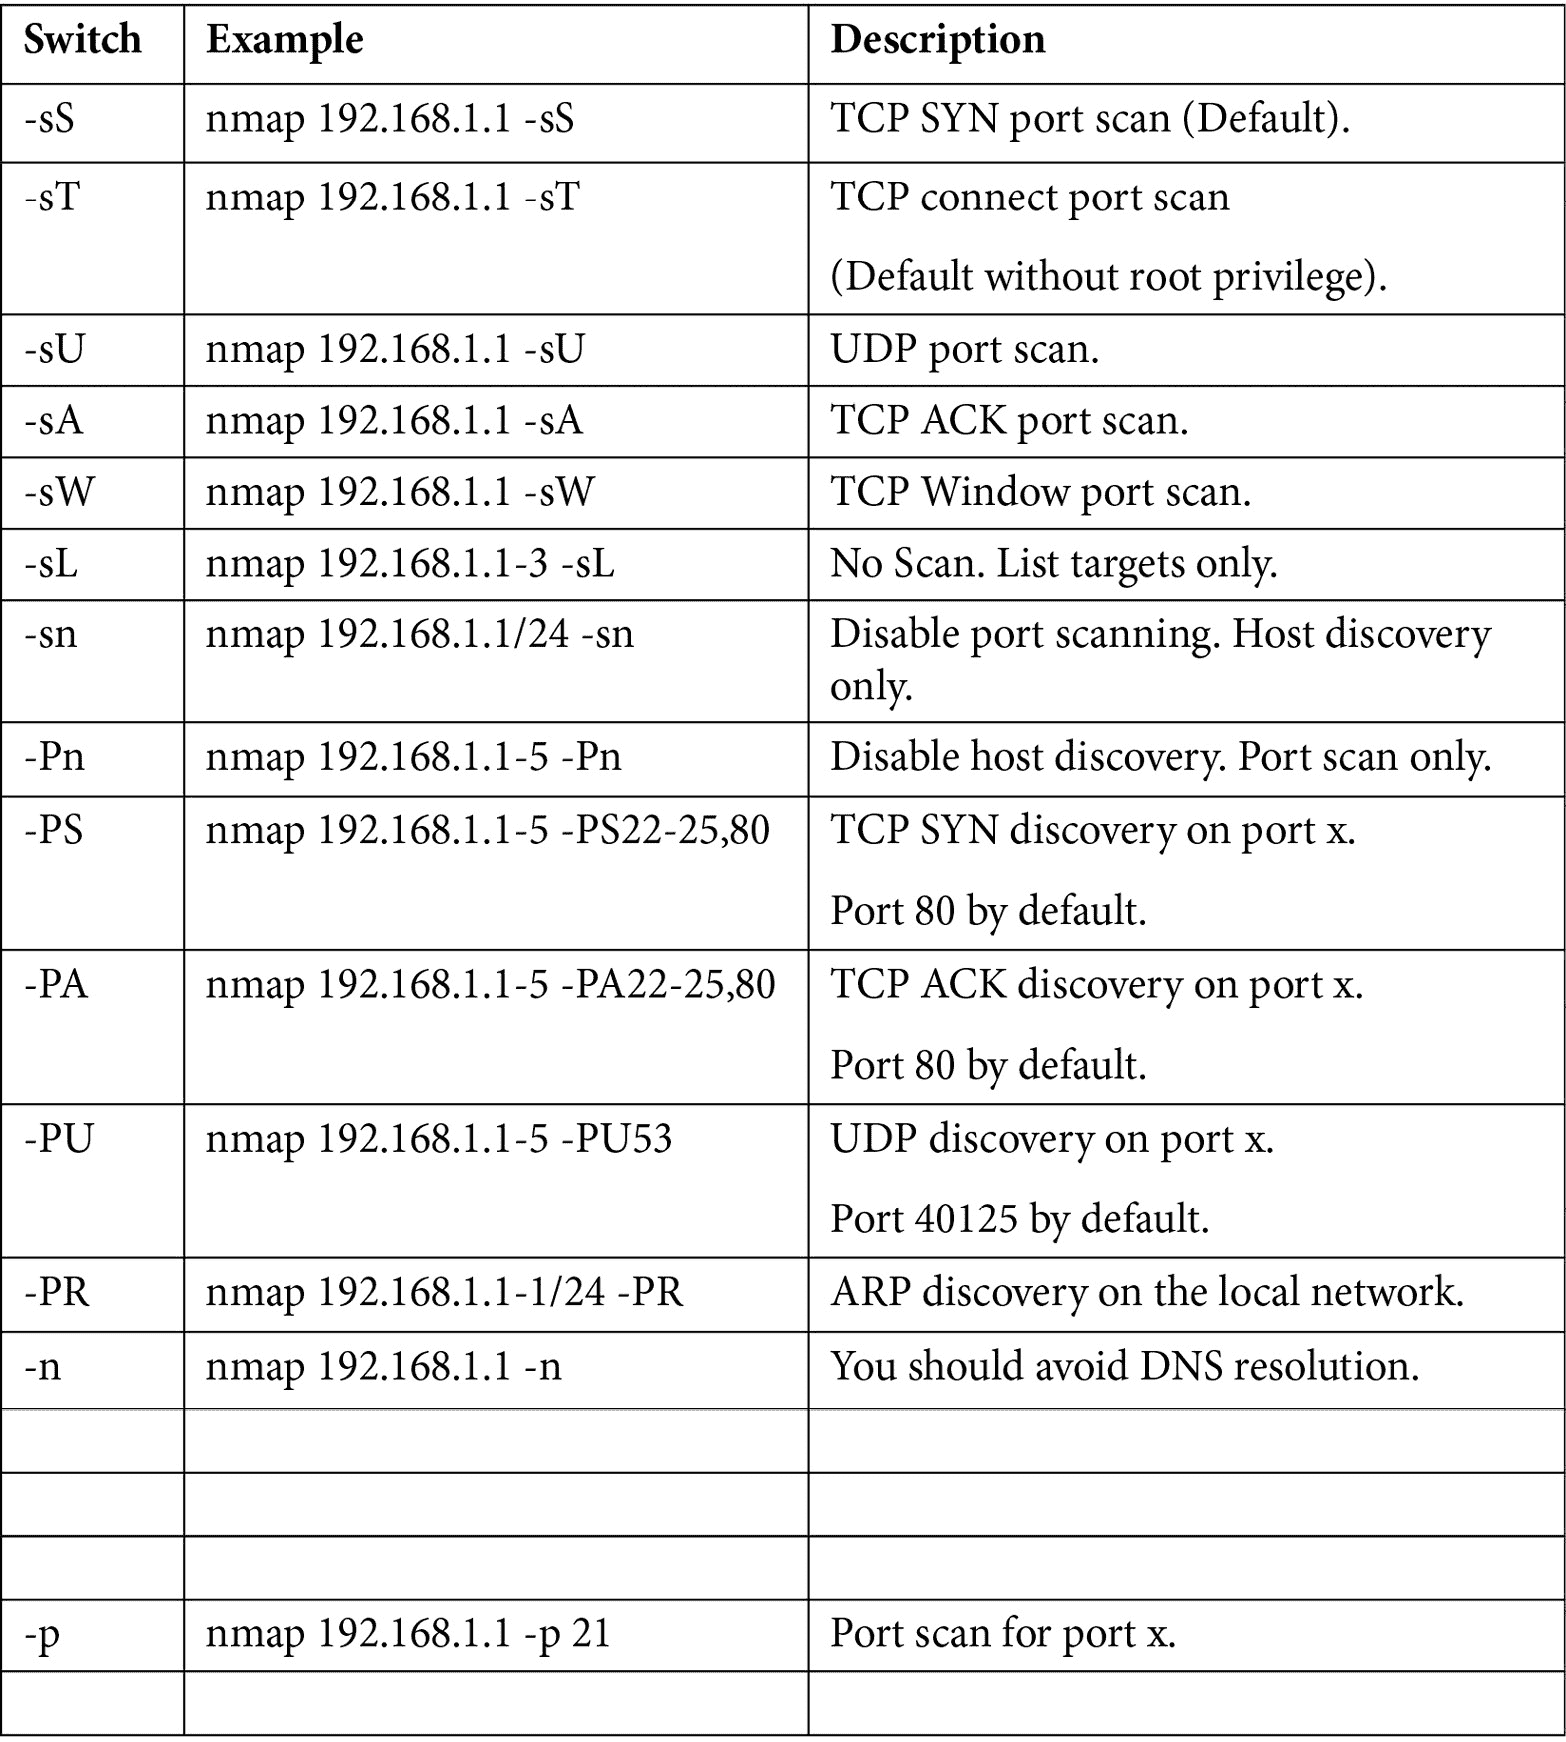 Switch Example Description
-sS nmap 192.168.1.1 -sS TCP SYN port scan (Default).
-sT nmap 192.168.1.1 -sT TCP connect port scan
(Default without root privilege).
-sU nmap 192.168.1.1 -sU UDP port scan.
-sA nmap 192.168.1.1 -sA TCP ACK port scan.
-sW nmap 192.168.1.1 -sW TCP Window port scan.
-sL nmap 192.168.1.1-3 -sL No Scan. List targets only.
-sn nmap 192.168.1.1/24 -sn Disable port scanning. Host discovery
only.
-Pn nmap 192.168.1.1-5 -Pn Disable host discovery. Port scan only.
-PS nmap 192.168.1.1-5 -PS22-25,80 TCP SYN discovery on port x.
Port 80 by default.
-PA nmap 192.168.1.1-5 -PA22-25,80 TCP ACK discovery on port x.
Port 80 by default.
-PU nmap 192.168.1.1-5 -PU53 UDP discovery on port x.
Port 40125 by default.
-PR nmap 192.168.1.1-1/24 -PR ARP discovery on the local network.
-n nmap 192.168.1.1 -n You should avoid DNS resolution.
-p nmap 192.168.1.1 -p 21 Port scan for port x.